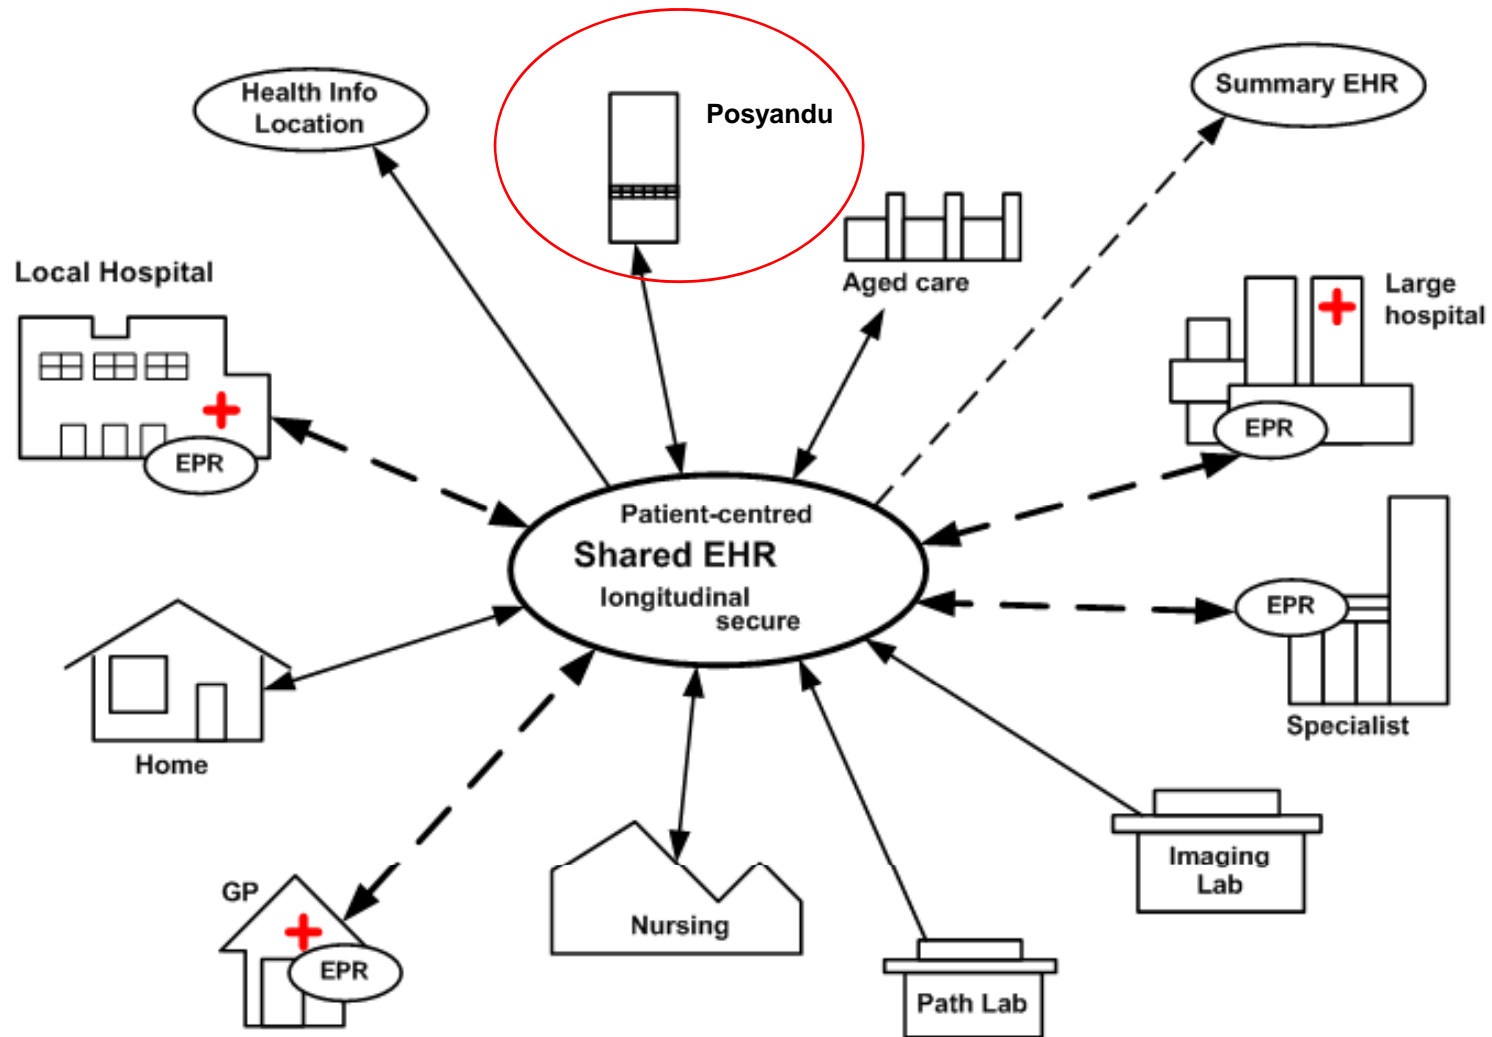 Health Info
Location
Posyandu
Summary EHR
Aged care
Local Hospital
Large
hospital
EPR
EPR
Patient-centred
Shared EHR
longitudinal
secure
EPR
Specialist
Home
GP
EPR
Nursing
Path Lab
Imaging
Lab